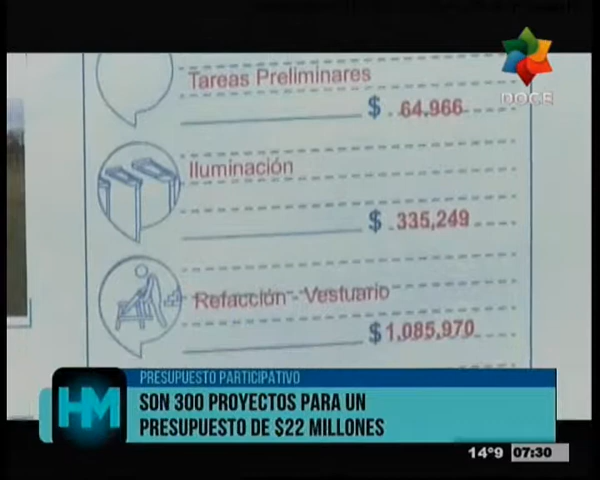 DOCE
Tareas Preliminares
$ 64.966
Iluminación
$ 335,249
Refacción - Vestuario
$ 1,085,970
PRESUPUESTO PARTICIPATIVO
HM
SON 300 PROYECTOS PARA UN
PRESUPUESTO DE $22 MILLONES
14°9 07:30